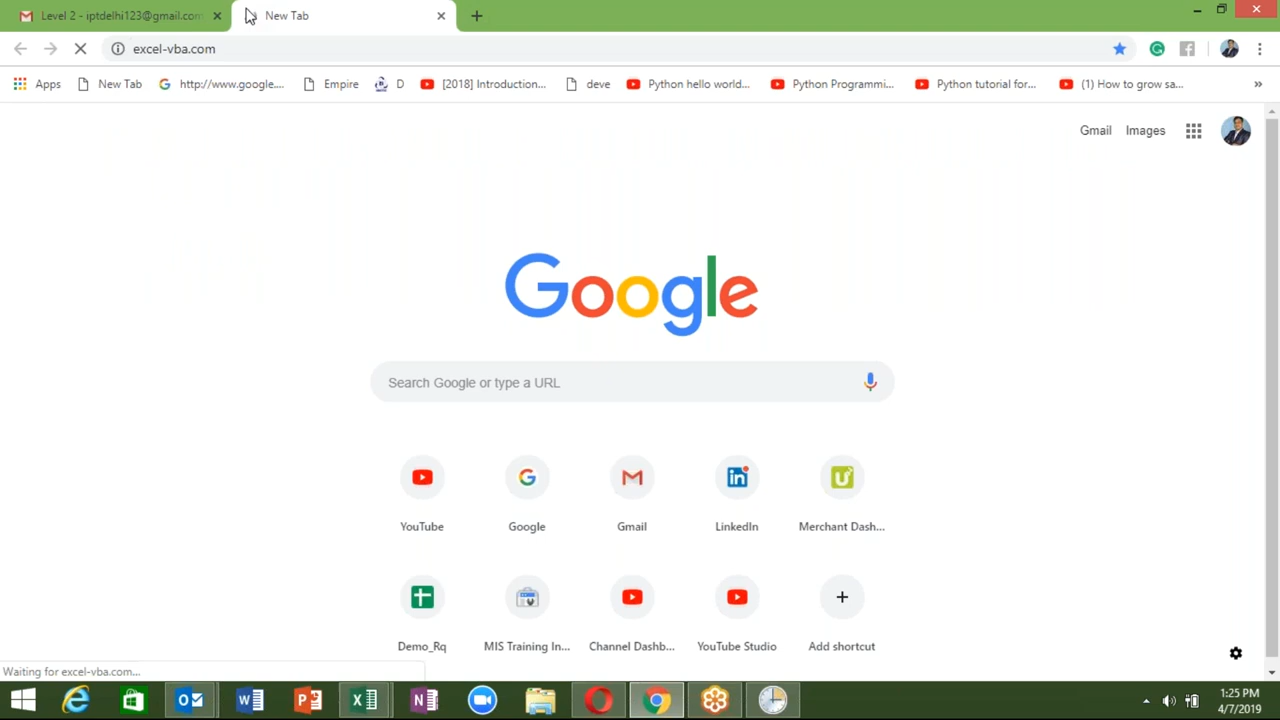 Level 2 - iptdelhi123@gmail.com
New Tab
excel-vba.com
Apps
New Tab
http://www.google....
Empire
D
[2018] Introduction...
deve
Python hello world...
Python Programmi...
Python tutorial for...
(1) How to grow sa...
»
Gmail
Images
Google
Search Google or type a URL
YouTube
Google
Gmail
LinkedIn
Merchant Dash...
Demo_Rq
MIS Training In...
Channel Dashb...
YouTube Studio
Add shortcut
Waiting for excel-vba.com...
1:25 PM
4/7/2019